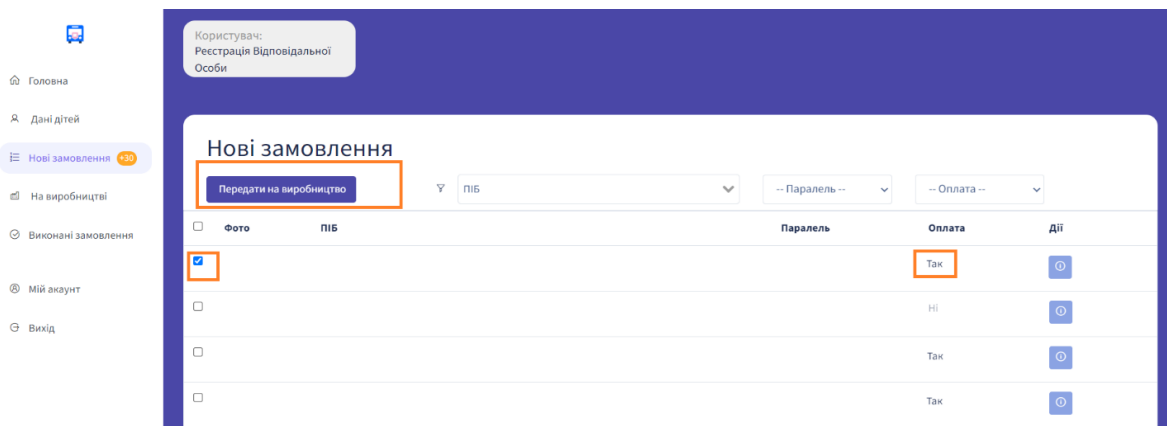 Користувач:
Реєстрація Відповідальної
Особи
Головна
Дані дітей
Нові замовлення +30
На виробництві
Виконані замовлення
Мій акаунт
Вихід
Нові замовлення
Передати на виробництво
ПІБ
-- Паралель --
-- Оплата --
Фото ПІБ Паралель Оплата Дії
Так
Ні
Так
Так